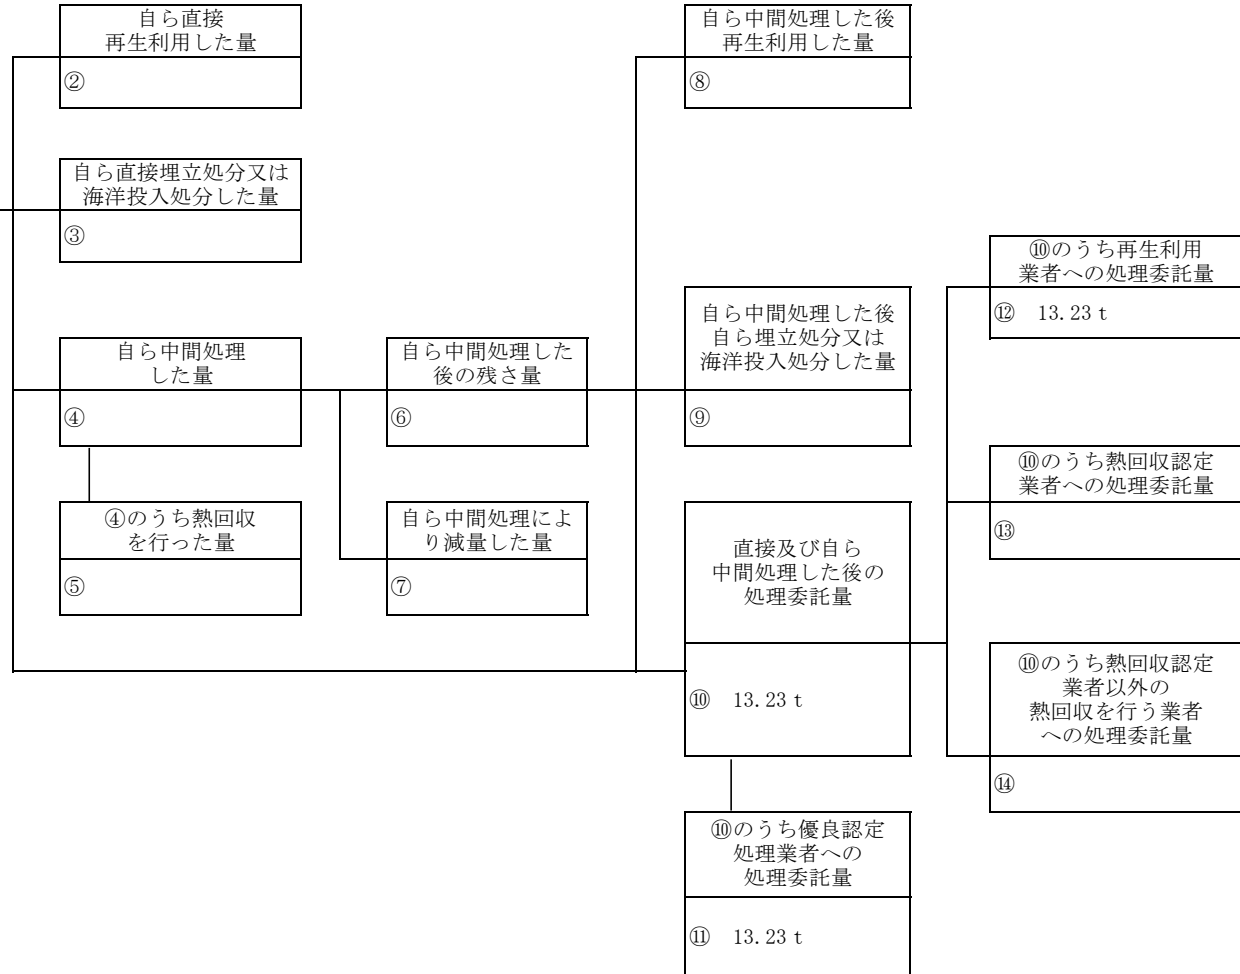 自ら直接
再生利用した量
②
自ら直接埋立処分又は
海洋投入処分した量
③
自ら中間処理
した量
④
④のうち熱回収
を行った量
⑤
自ら中間処理した
後の残さ量
⑥
自ら中間処理によ
り減量した量
⑦
自ら中間処理した後
再生利用した量
⑧
自ら中間処理した後
自ら埋立処分又は
海洋投入処分した量
⑨
直接及び自ら
中間処理した後の
処理委託量
⑩ 13.23 t
⑩のうち優良認定
処理業者への
処理委託量
⑪ 13.23 t
⑩のうち再生利用
業者への処理委託量
⑫ 13.23 t
⑩のうち熱回収認定
業者への処理委託量
⑬
⑩のうち熱回収認定
業者以外の
熱回収を行う業者
への処理委託量
⑭